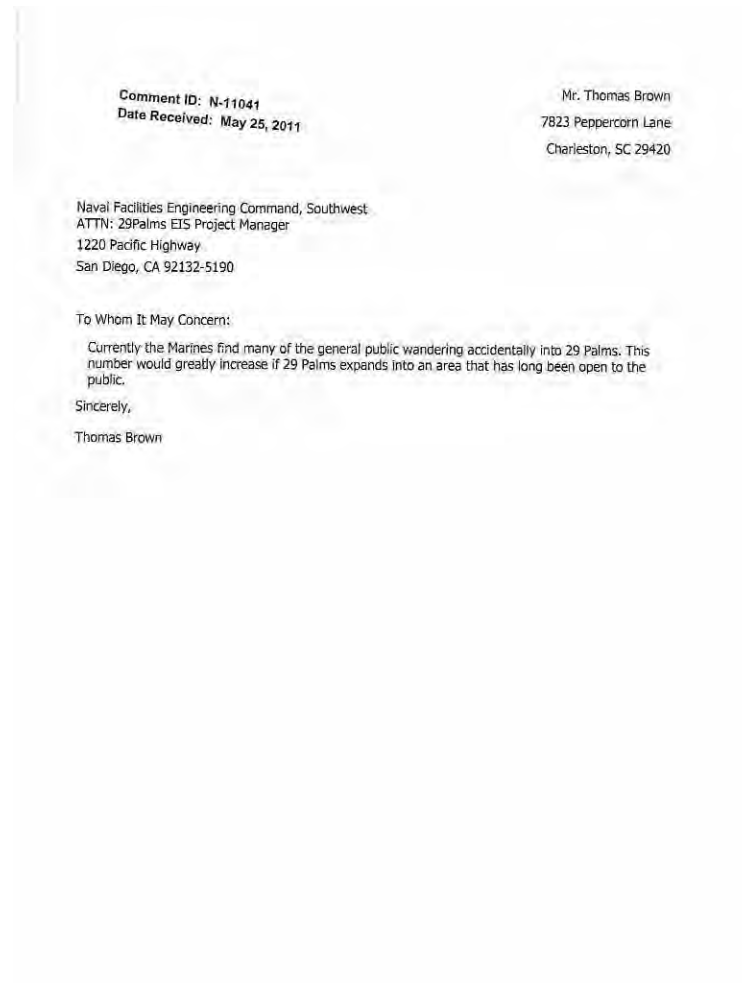 Comment ID: N-11041
Date Received: May 25, 2011
Mr. Thomas Brown
7823 Peppercorn Lane
Charleston, SC 29420
Naval Facilities Engineering Command, Southwest
ATTN: 29Palms EIS Project Manager
1220 Pacific Highway
San Diego, CA 92132-5190
To Whom It May Concern:
Currently the Marines find many of the general public wandering accidentally into 29 Palms. This
number would greatly increase if 29 Palms expands into an area that has long been open to the
public.
Sincerely,
Thomas Brown